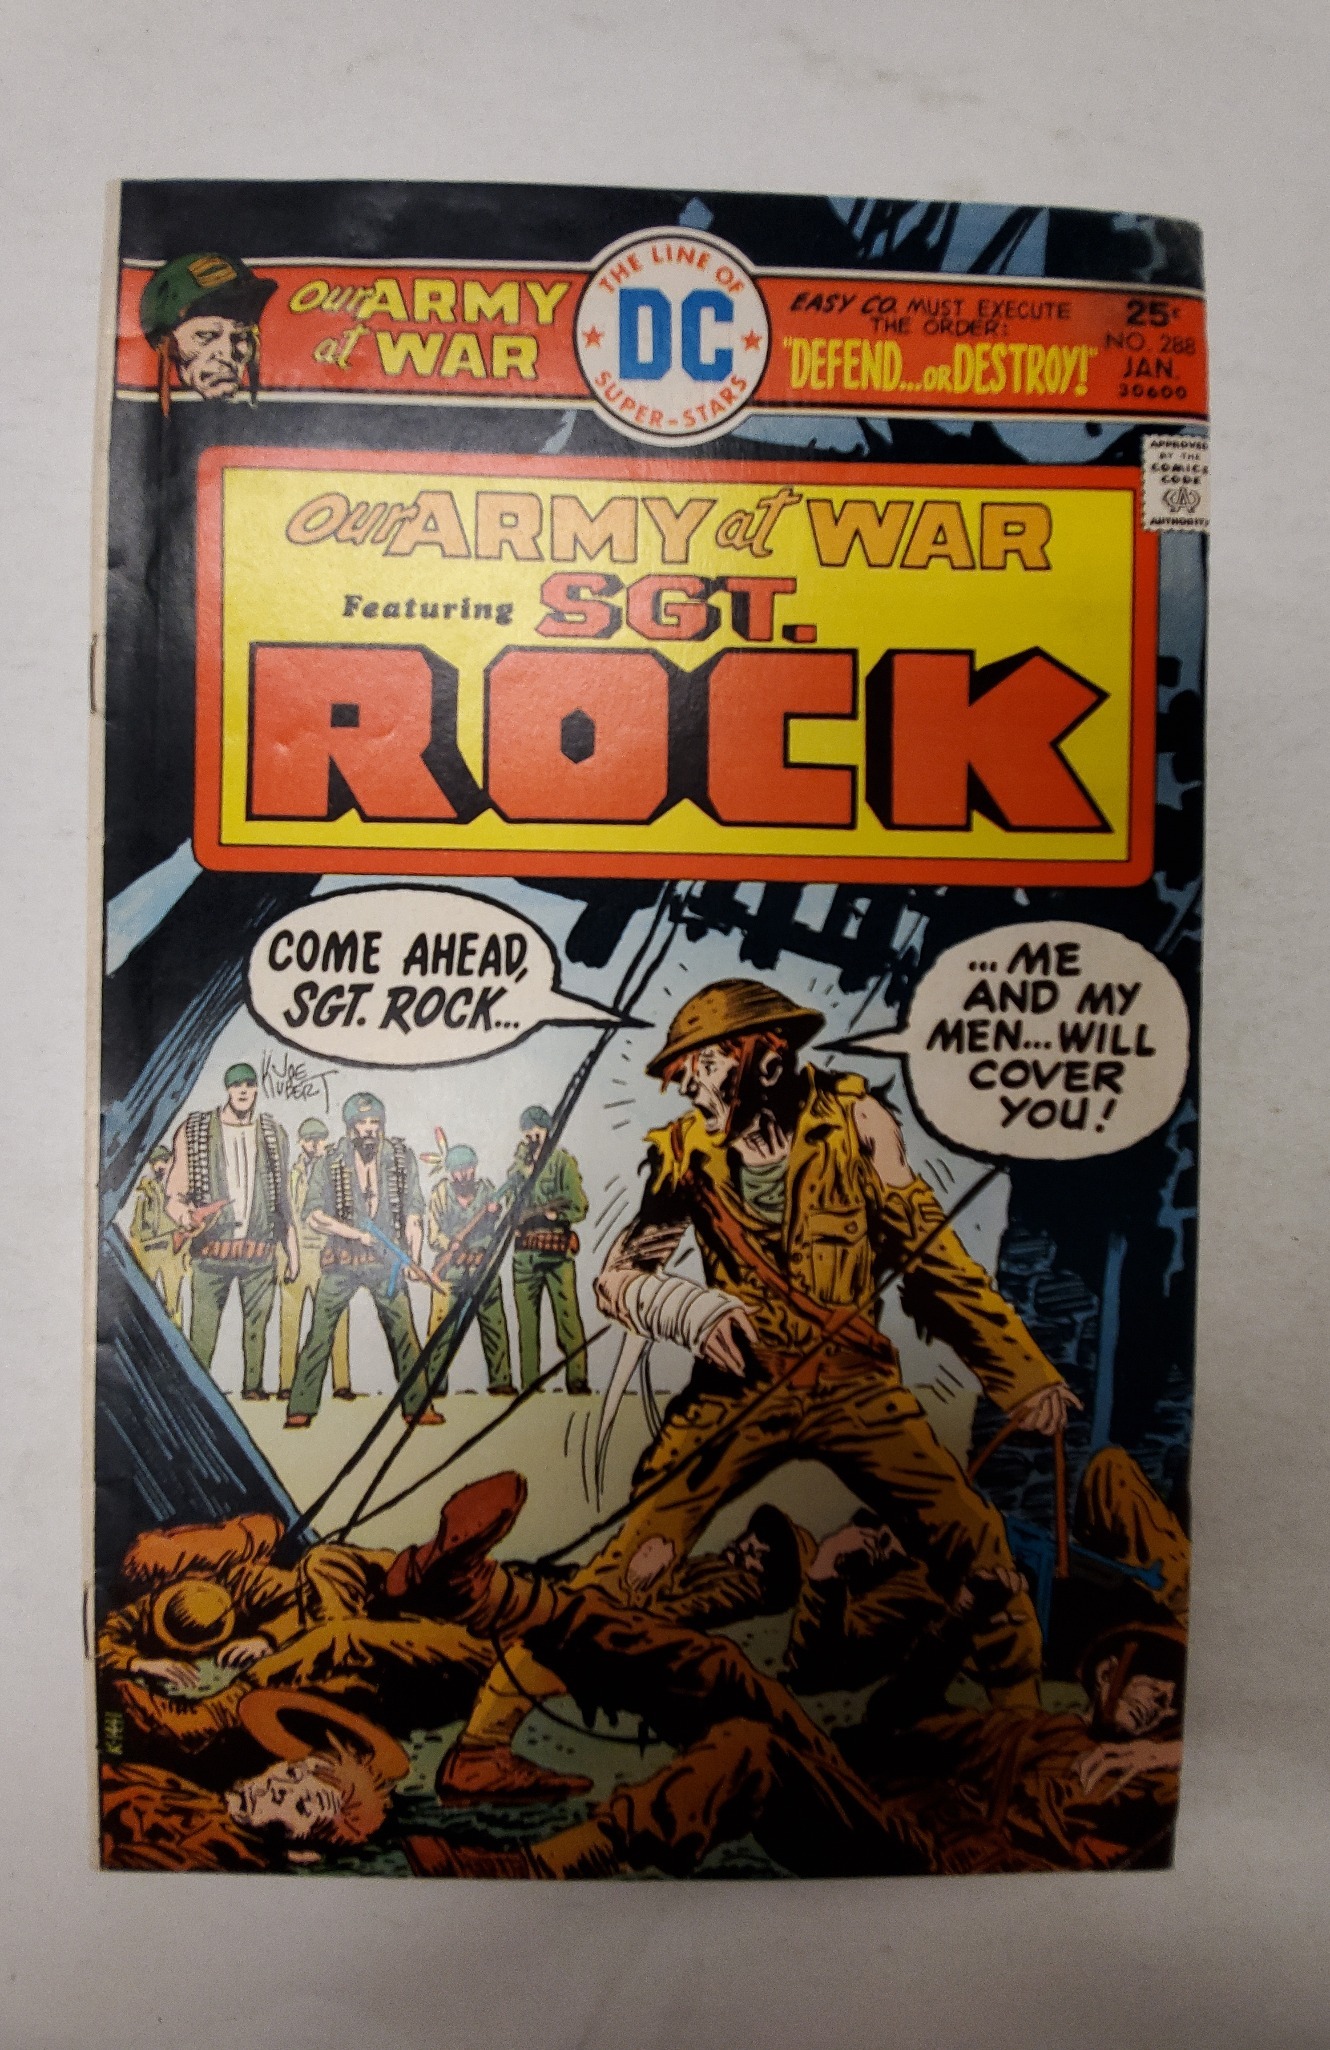 Our ARMY
at WAR
THE LINE OF
DC
SUPER-STARS
EASY CO. MUST EXECUTE
THE ORDER:
"DEFEND...OR DESTROY!"
25¢
NO. 288
JAN.
30600
APPROVED
BY THE
COMICS
CODE
CA
AUTHORITY
Our ARMY at WAR
Featuring SGT.
ROCK
COME AHEAD,
SGT. ROCK...
...ME
AND MY
MEN...WILL
COVER
YOU!
JOE
KUBERT
K-441